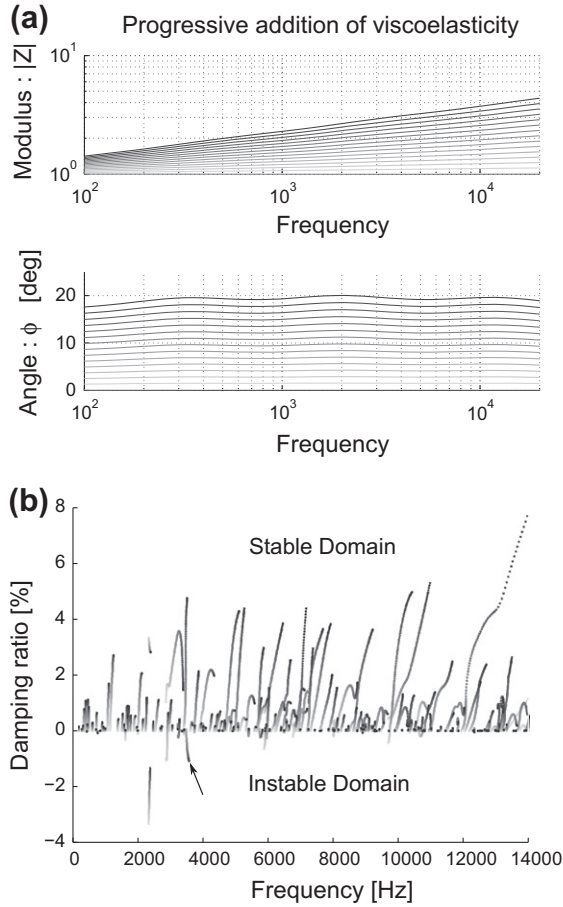 (a)
Progressive addition of viscoelasticity
Modulus : |Z|
10^1
10^0
10^2
10^3
10^4
Frequency
Angle : ϕ [deg]
20
10
0
10^2
10^3
10^4
Frequency
(b)
Damping ratio [%]
8
6
4
2
0
−2
−4
Stable Domain
Instable Domain
0
2000
4000
6000
8000
10000
12000
14000
Frequency [Hz]